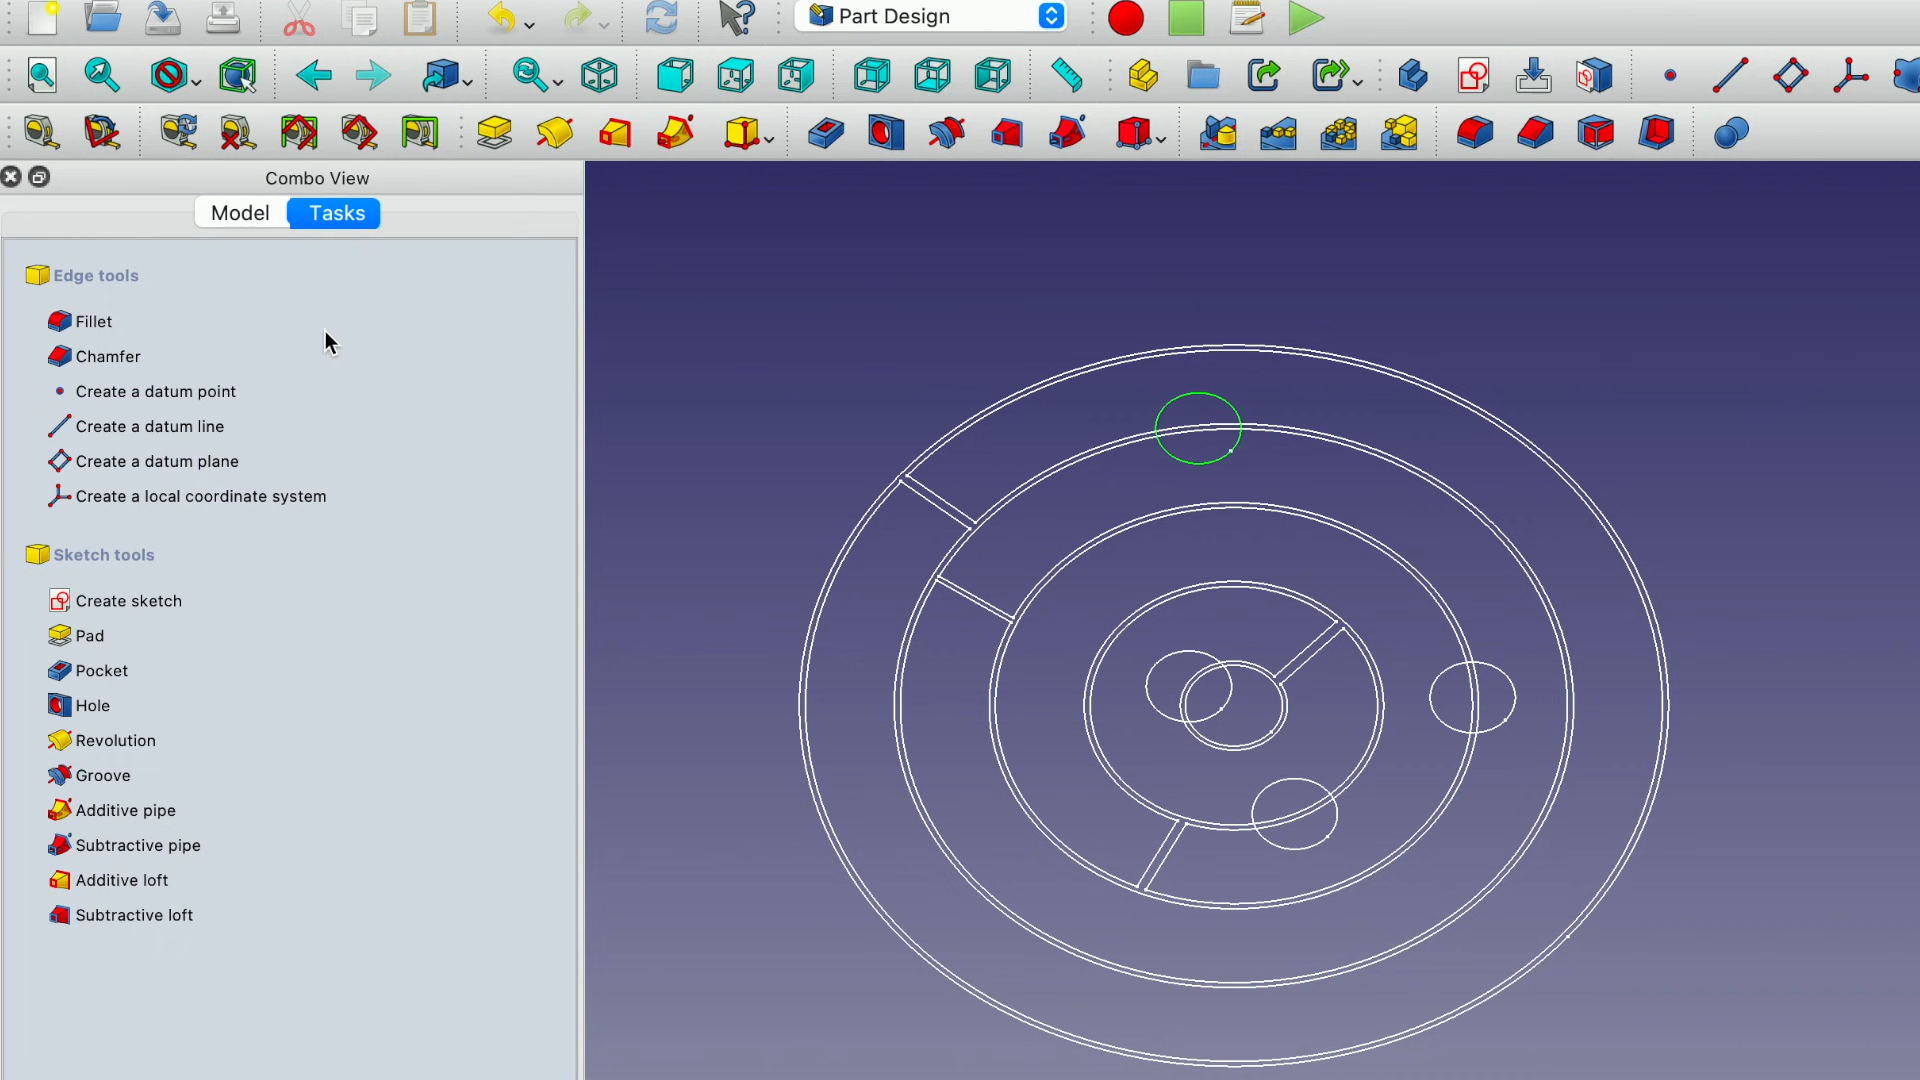 Part Design
Combo View
Model
Tasks
Edge tools
Fillet
Chamfer
Create a datum point
Create a datum line
Create a datum plane
Create a local coordinate system
Sketch tools
Create sketch
Pad
Pocket
Hole
Revolution
Groove
Additive pipe
Subtractive pipe
Additive loft
Subtractive loft